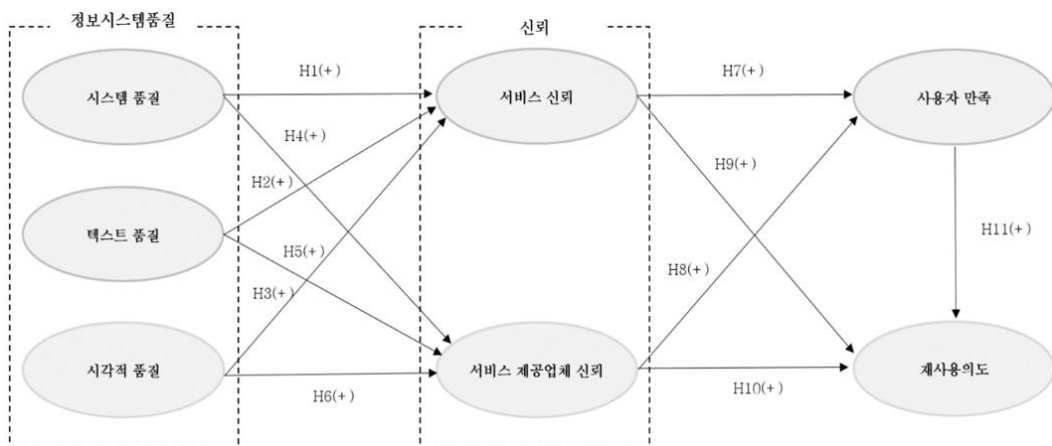 정보시스템품질
신뢰
시스템 품질
H1(+)
서비스 신뢰
H7(+)
사용자 만족
H4(+)
H9(+)
H2(+)
텍스트 품질
H11(+)
H5(+)
H8(+)
H3(+)
시각적 품질
서비스 제공업체 신뢰
재사용의도
H6(+)
H10(+)